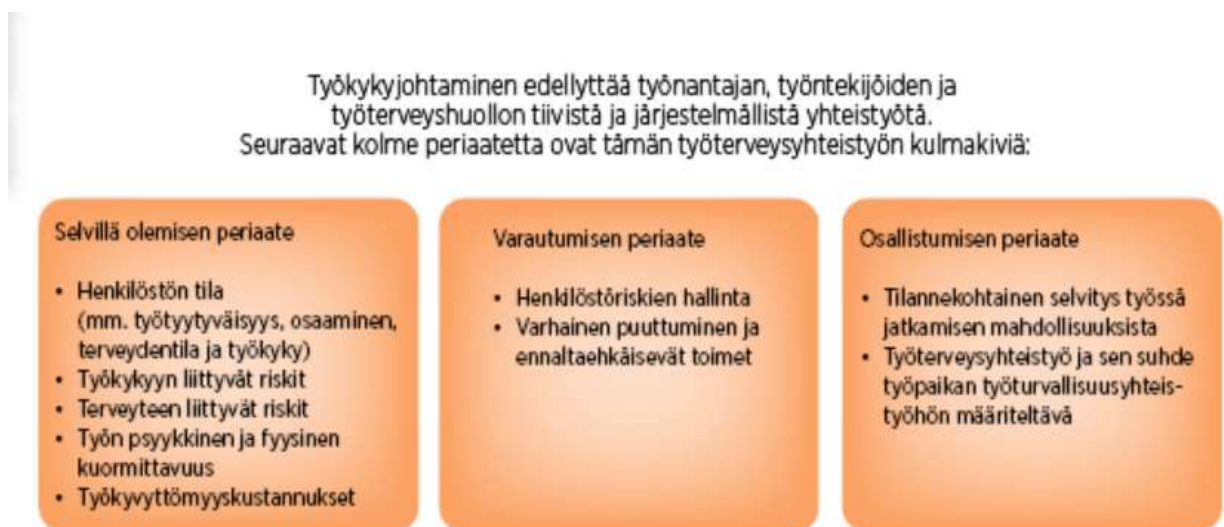 Työkykyjohtaminen edellyttää työnantajan, työntekijöiden ja
työterveyshuollon tiivistä ja järjestelmällistä yhteistyötä.
Seuraavat kolme periaatetta ovat tämän työterveysyhteistyön kulmakiviä:
Selvillä olemisen periaate
• Henkilöstön tila
(mm. työtyytyväisyys, osaaminen,
terveydentila ja työkyky)
• Työkykyyn liittyvät riskit
• Terveyteen liittyvät riskit
• Työn psyykkinen ja fyysinen
kuormittavuus
• Työkyvyttömyyskustannukset
Varautumisen periaate
• Henkilöstöriskien hallinta
• Varhainen puuttuminen ja
ennaltaehkäisevät toimet
Osallistumisen periaate
• Tilannekohtainen selvitys työssä
jatkamisen mahdollisuuksista
• Työterveysyhteistyö ja sen suhde
työpaikan työturvallisuusyhteis-
työhön määriteltävä